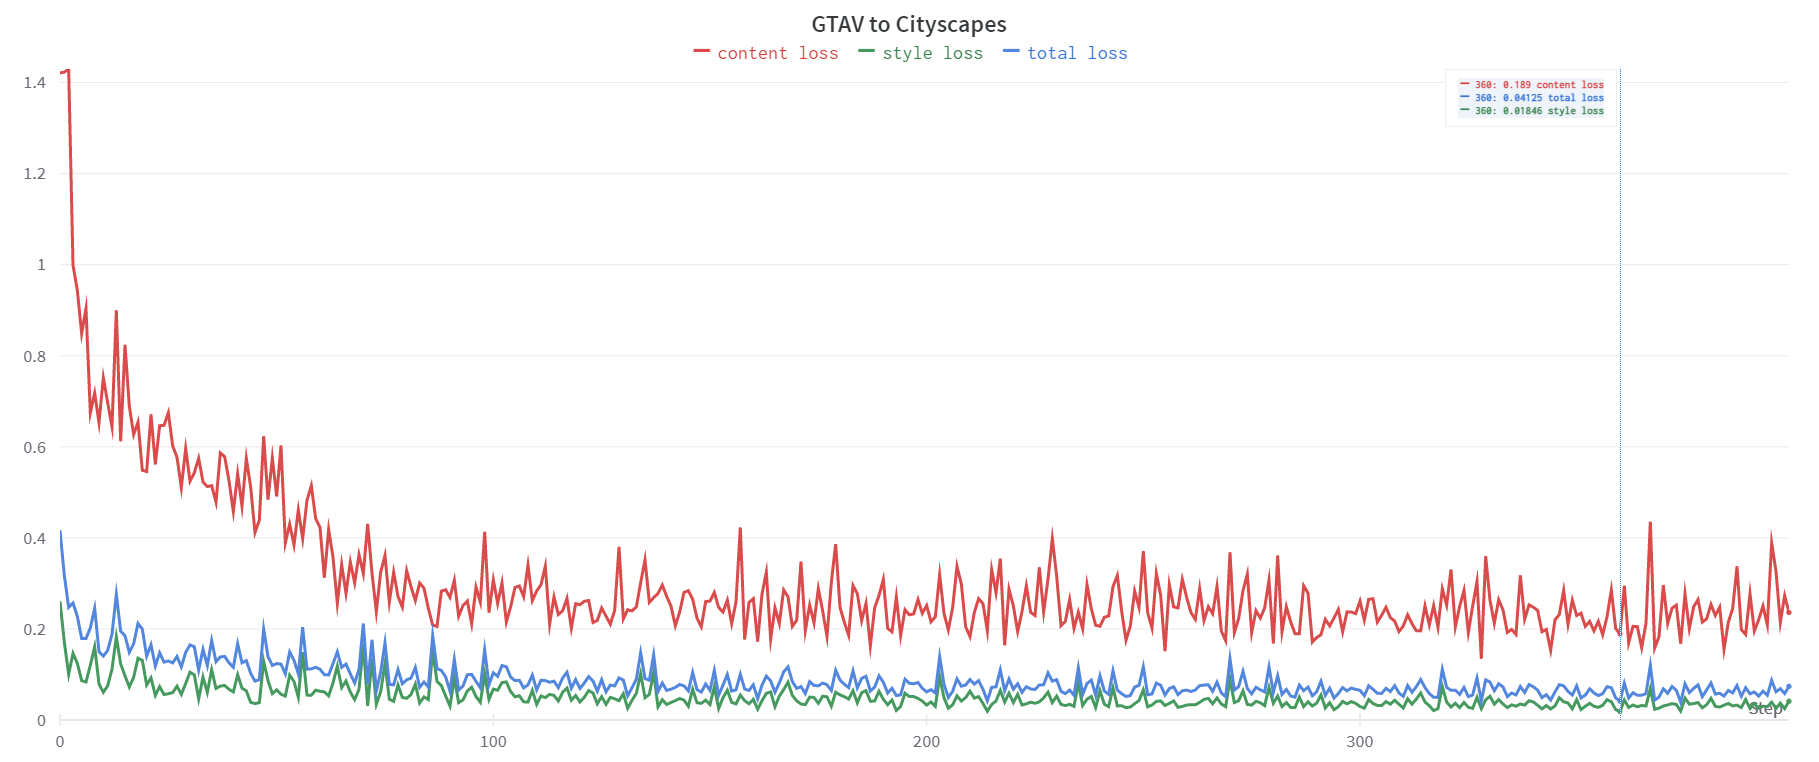 GTAV to Cityscapes
content loss style loss total loss
1.4
360: 0.189 content loss
360: 0.04125 total loss
360: 0.01846 style loss
1.2
1
0.8
0.6
0.4
0.2
0
Step
0 100 200 300